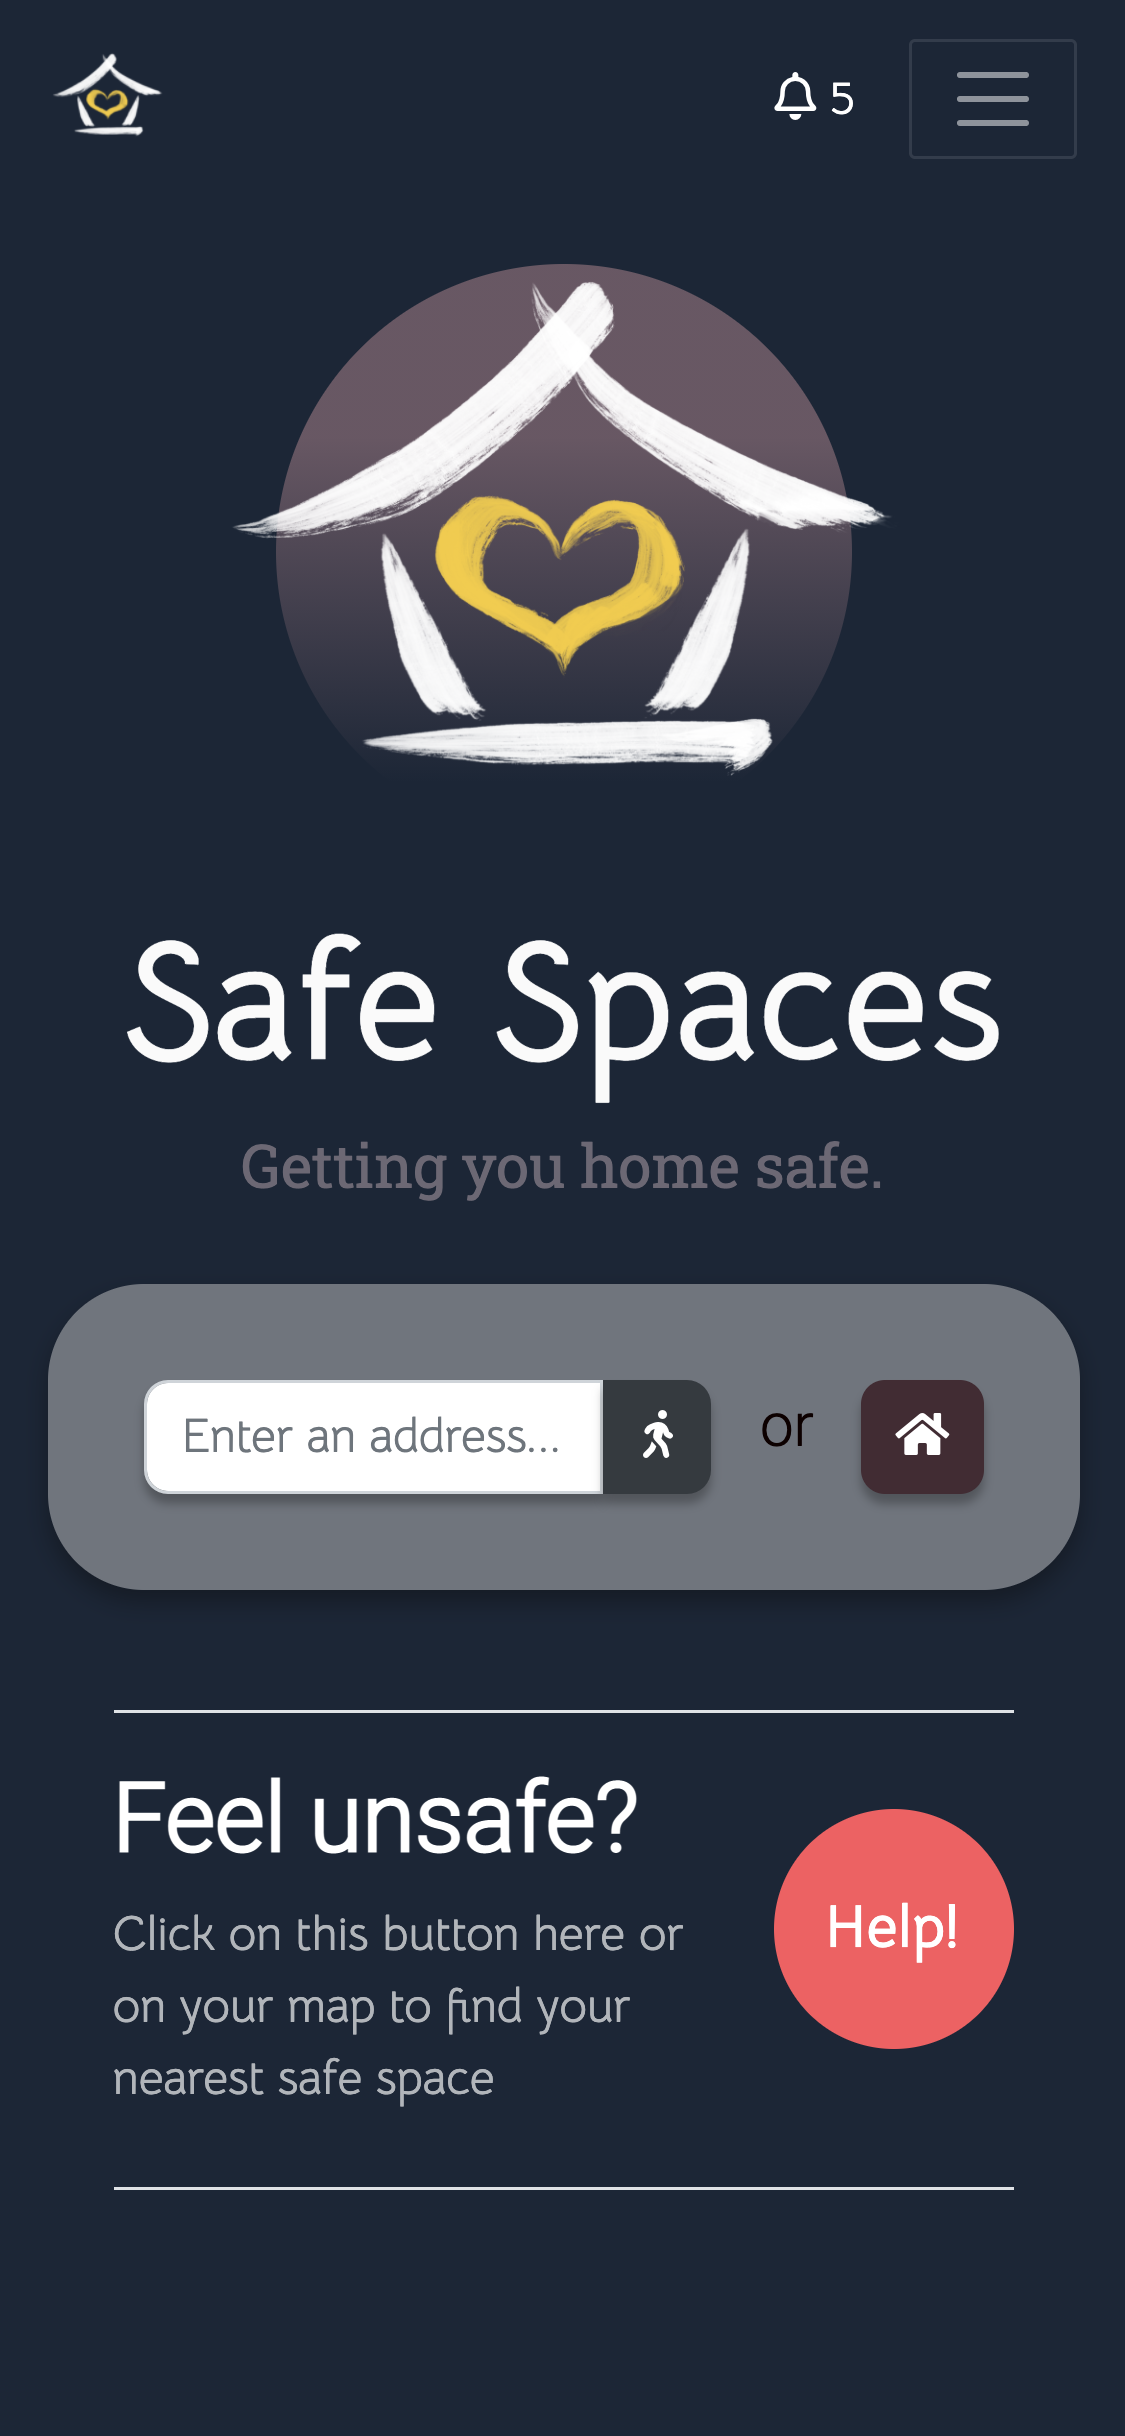 5
Safe Spaces
Getting you home safe.
Enter an address...
or
Feel unsafe?
Click on this button here or
on your map to find your
nearest safe space
Help!